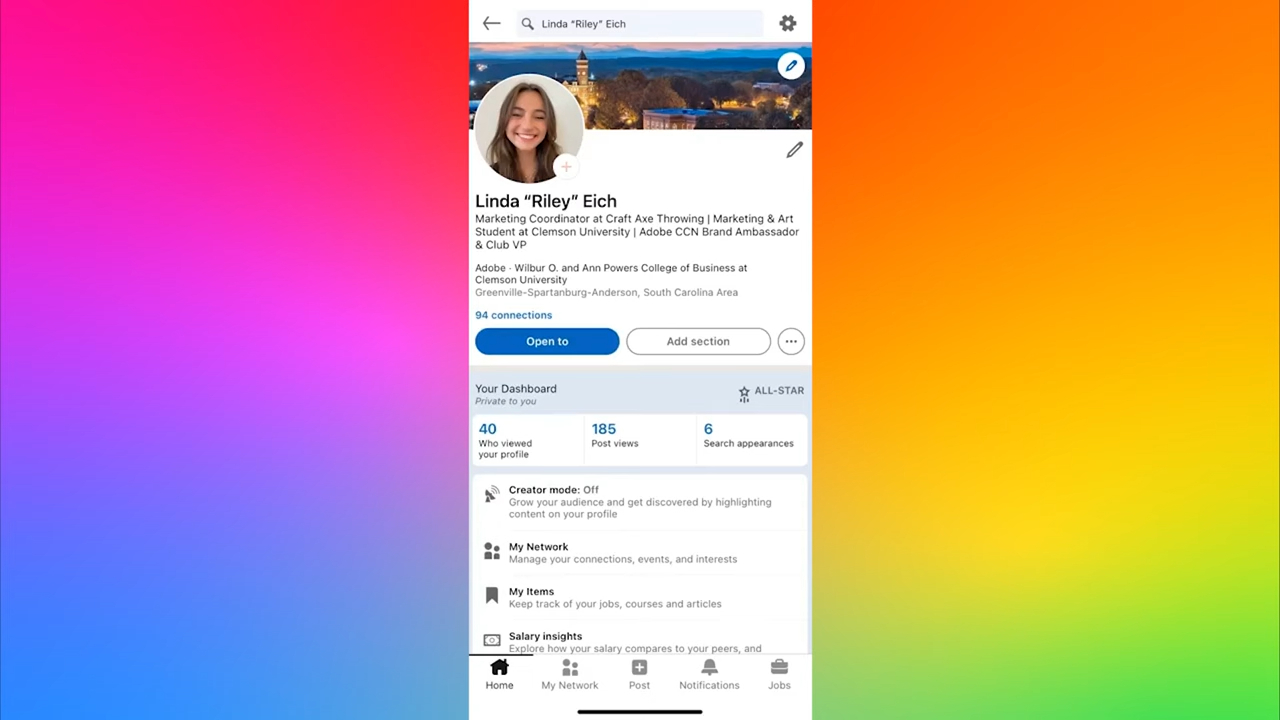 Linda “Riley” Eich
Linda “Riley” Eich
Marketing Coordinator at Craft Axe Throwing | Marketing & Art
Student at Clemson University | Adobe CCN Brand Ambassador
& Club VP
Adobe · Wilbur O. and Ann Powers College of Business at
Clemson University
Greenville-Spartanburg-Anderson, South Carolina Area
94 connections
Open to
Add section
Your Dashboard
ALL-STAR
Private to you
40
185
6
Who viewed
your profile
Post views
Search appearances
Creator mode: Off
Grow your audience and get discovered by highlighting
content on your profile
My Network
Manage your connections, events, and interests
My Items
Keep track of your jobs, courses and articles
Salary insights
Explore how your salary compares to your peers, and
Home
My Network
Post
Notifications
Jobs